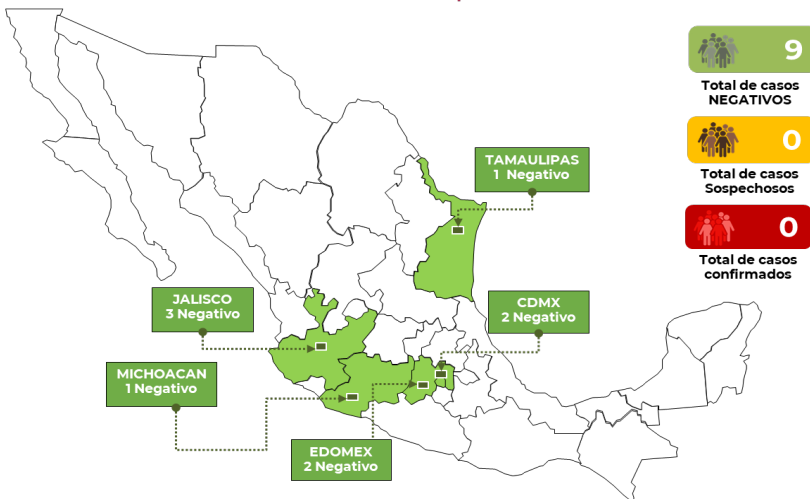 9
Total de casos
NEGATIVOS
0
Total de casos
Sospechosos
0
Total de casos
confirmados
TAMAULIPAS
1 Negativo
JALISCO
3 Negativo
CDMX
2 Negativo
MICHOACAN
1 Negativo
EDOMEX
2 Negativo